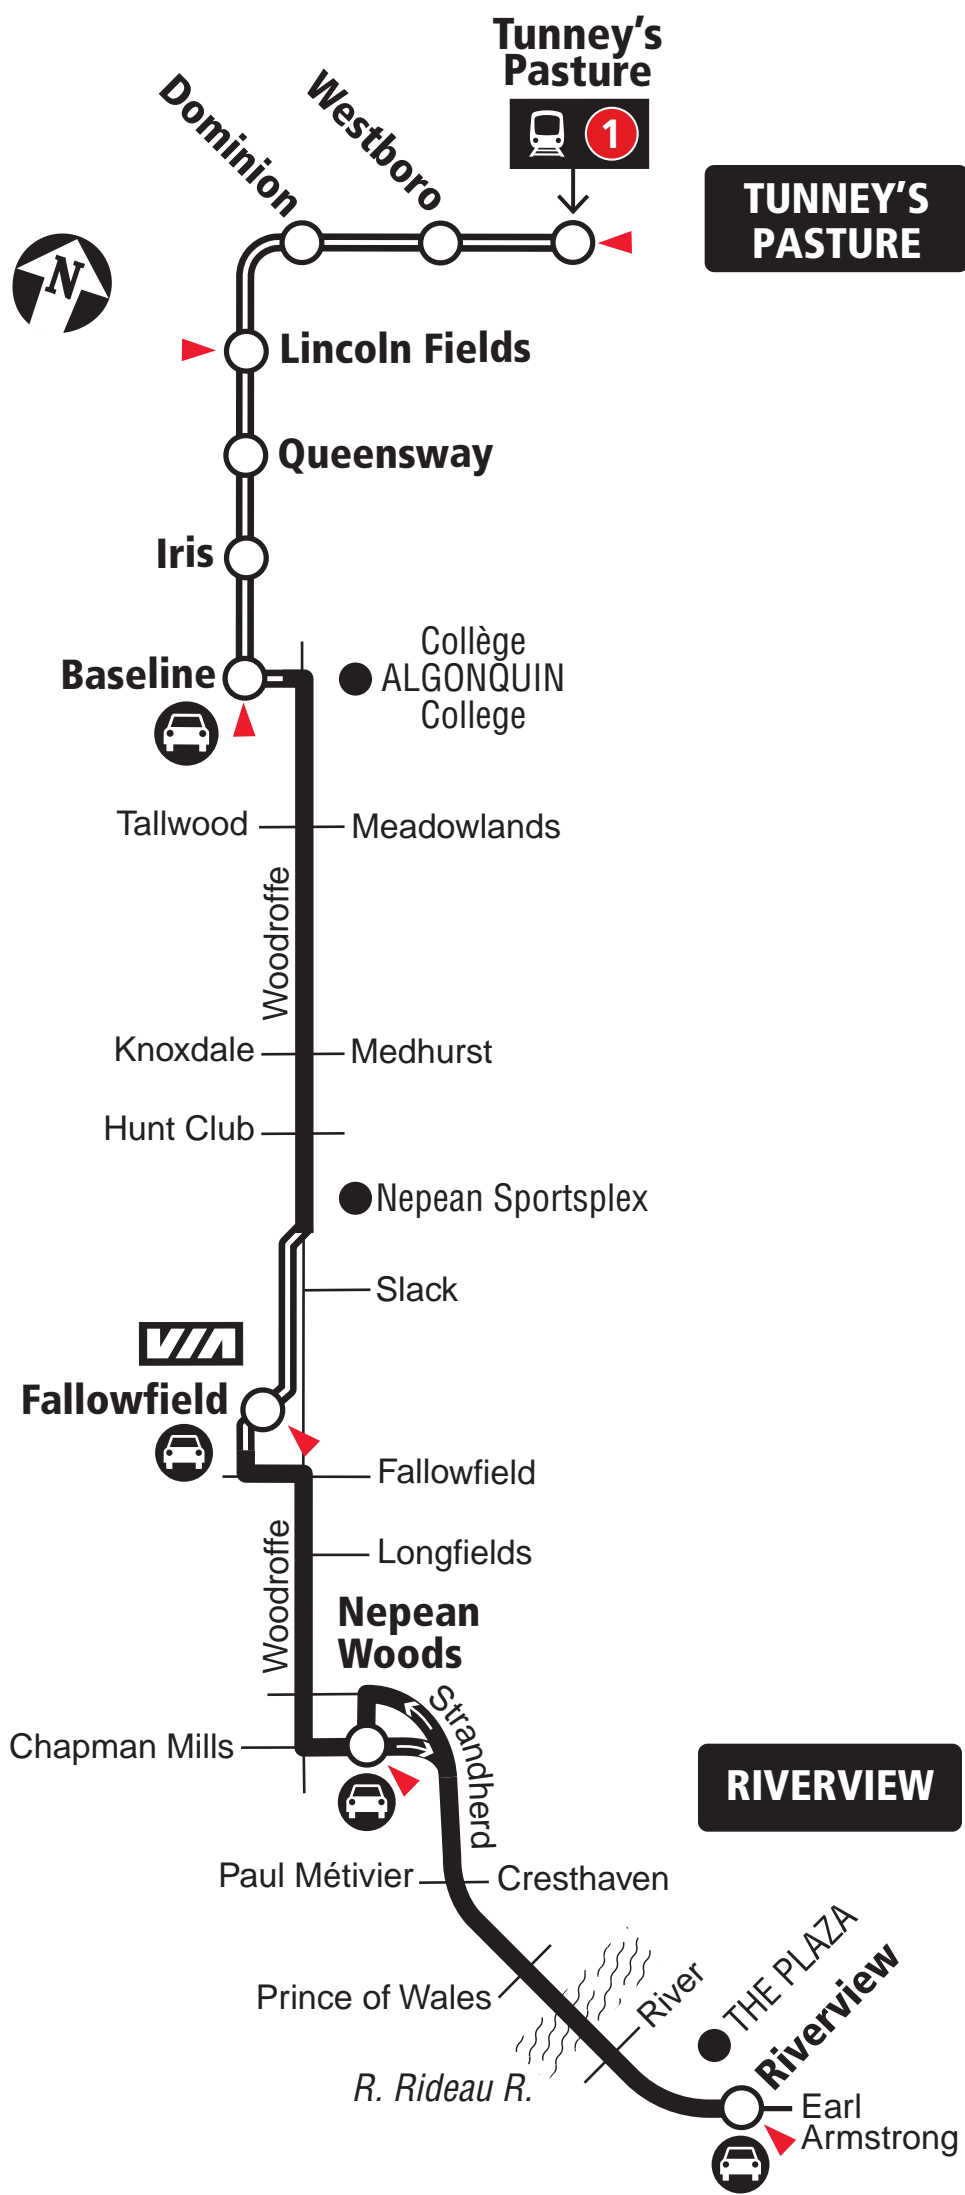 Tunney's
Pasture
1
Dominion
Westboro
TUNNEY'S
PASTURE
N
Lincoln Fields
Queensway
Iris
Baseline
Collège
ALGONQUIN
College
Tallwood
Meadowlands
Woodroffe
Knoxdale
Medhurst
Hunt Club
Nepean Sportsplex
Slack
VIA
Fallowfield
Fallowfield
Longfields
Woodroffe
Nepean
Woods
Strandherd
Chapman Mills
RIVERVIEW
Paul Métivier
Cresthaven
Prince of Wales
River
THE PLAZA
Riverview
R. Rideau R.
Earl
Armstrong